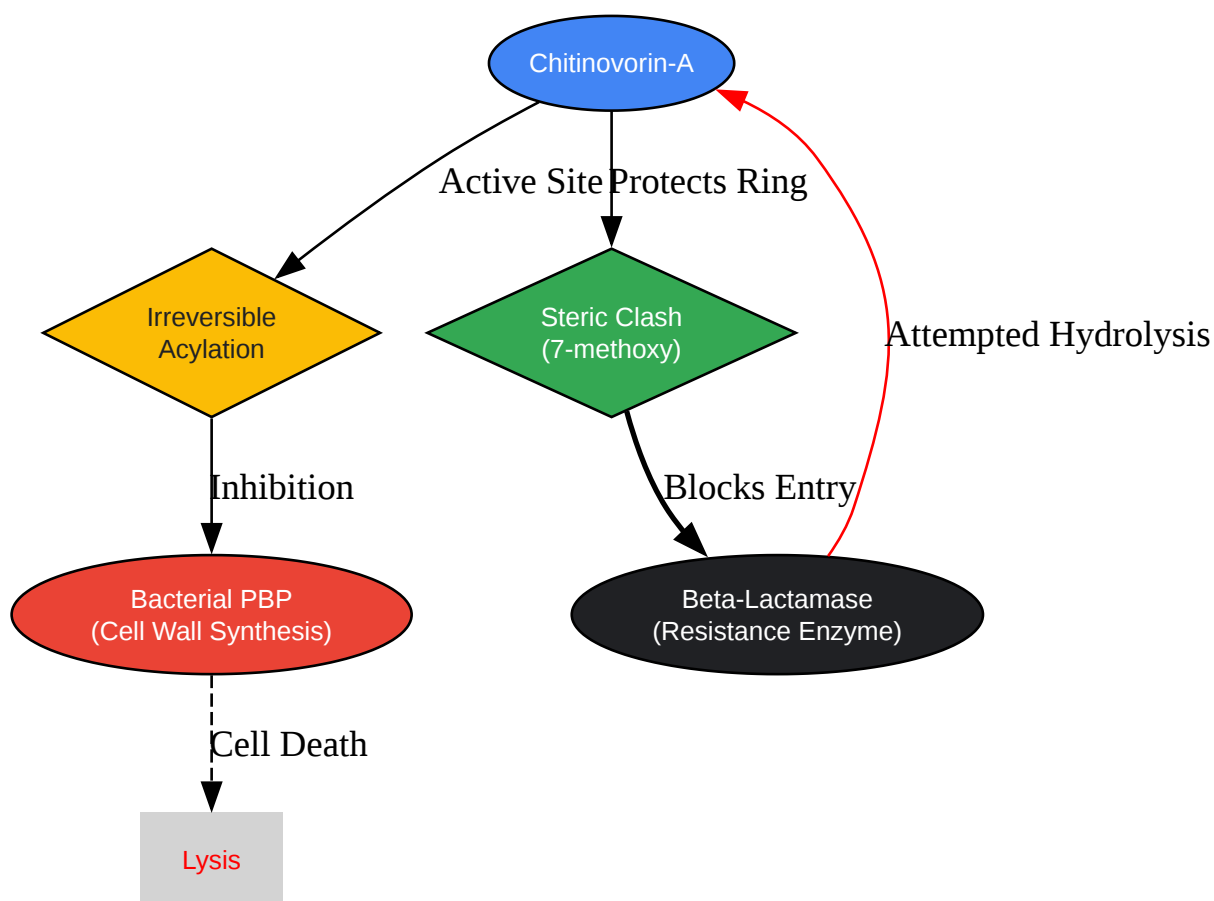 Chitinovorin-A
Active Site
Protects Ring
Irreversible
Acylation
Steric Clash
(7-methoxy)
Attempted Hydrolysis
Inhibition
Blocks Entry
Bacterial PBP
(Cell Wall Synthesis)
Beta-Lactamase
(Resistance Enzyme)
Cell Death
Lysis